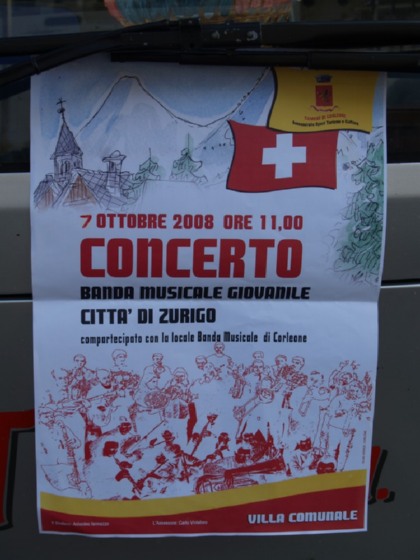 7 OTTOBRE 2008 ORE 11,00
CONCERTO
BANDA MUSICALE GIOVANILE
CITTA' DI ZURIGO
compartecipato con la locale Banda Musicale di Corleone
VILLA COMUNALE